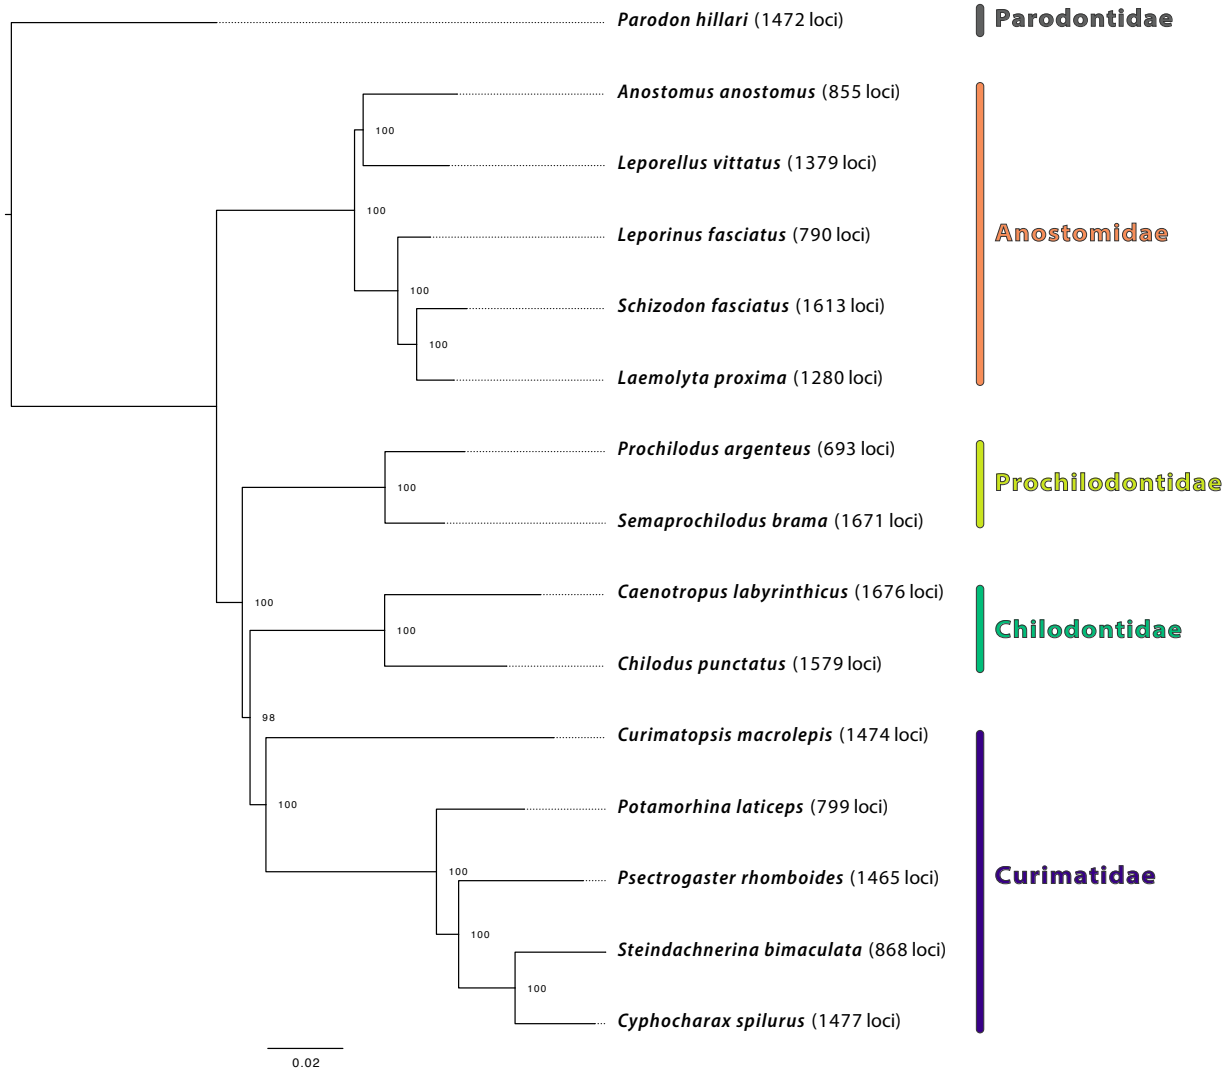 Parodon hillari (1472 loci)
Parodontidae
Anostomus anostomus (855 loci)
100
Leporellus vittatus (1379 loci)
100
Leporinus fasciatus (790 loci)
Anostomidae
100
Schizodon fasciatus (1613 loci)
100
Laemolyta proxima (1280 loci)
Prochilodus argenteus (693 loci)
100
Prochilodontidae
Semaprochilodus brama (1671 loci)
Caenotropus labyrinthicus (1676 loci)
100
100
Chilodontidae
Chilodus punctatus (1579 loci)
98
Curimatopsis macrolepis (1474 loci)
100
Potamorhina laticeps (799 loci)
100
Psectrogaster rhomboides (1465 loci)
Curimatidae
100
Steindachnerina bimaculata (868 loci)
100
Cyphocharax spilurus (1477 loci)
0.02